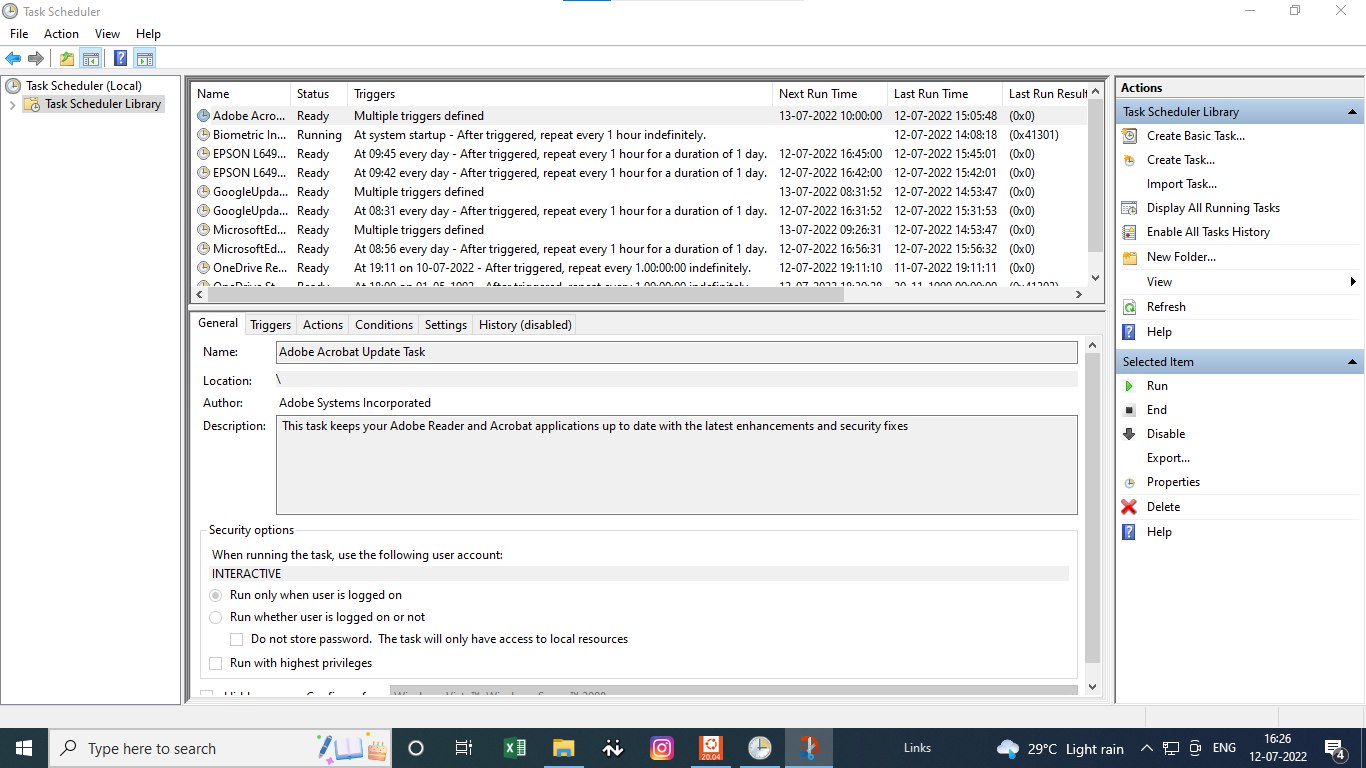 Task Scheduler
File Action View Help
Task Scheduler (Local)
Task Scheduler Library
Name Status Triggers Next Run Time Last Run Time Last Run Result
Adobe Acro... Ready Multiple triggers defined 13-07-2022 10:00:00 12-07-2022 15:05:48 (0x0)
Biometric In... Running At system startup - After triggered, repeat every 1 hour indefinitely. 12-07-2022 14:08:18 (0x41301)
EPSON L649... Ready At 09:45 every day - After triggered, repeat every 1 hour for a duration of 1 day. 12-07-2022 16:45:00 12-07-2022 15:45:01 (0x0)
EPSON L649... Ready At 09:42 every day - After triggered, repeat every 1 hour for a duration of 1 day. 12-07-2022 16:42:00 12-07-2022 15:42:01 (0x0)
GoogleUpda... Ready Multiple triggers defined 13-07-2022 08:31:52 12-07-2022 14:53:47 (0x0)
GoogleUpda... Ready At 08:31 every day - After triggered, repeat every 1 hour for a duration of 1 day. 12-07-2022 16:31:52 12-07-2022 15:31:53 (0x0)
MicrosoftEd... Ready Multiple triggers defined 13-07-2022 09:26:31 12-07-2022 14:53:47 (0x0)
MicrosoftEd... Ready At 08:56 every day - After triggered, repeat every 1 hour for a duration of 1 day. 12-07-2022 16:56:31 12-07-2022 15:56:32 (0x0)
OneDrive Re... Ready At 19:11 on 10-07-2022 - After triggered, repeat every 1.00:00:00 indefinitely. 12-07-2022 19:11:10 11-07-2022 19:11:11 (0x0)
General Triggers Actions Conditions Settings History (disabled)
Name: Adobe Acrobat Update Task
Location: \
Author: Adobe Systems Incorporated
Description: This task keeps your Adobe Reader and Acrobat applications up to date with the latest enhancements and security fixes
Security options
When running the task, use the following user account:
INTERACTIVE
Run only when user is logged on
Run whether user is logged on or not
Do not store password. The task will only have access to local resources
Run with highest privileges
Actions
Task Scheduler Library
Create Basic Task...
Create Task...
Import Task...
Display All Running Tasks
Enable All Tasks History
New Folder...
View
Refresh
Help
Selected Item
Run
End
Disable
Export...
Properties
Delete
Help
Type here to search
20.04
Links
29°C Light rain
ENG
16:26
12-07-2022
4